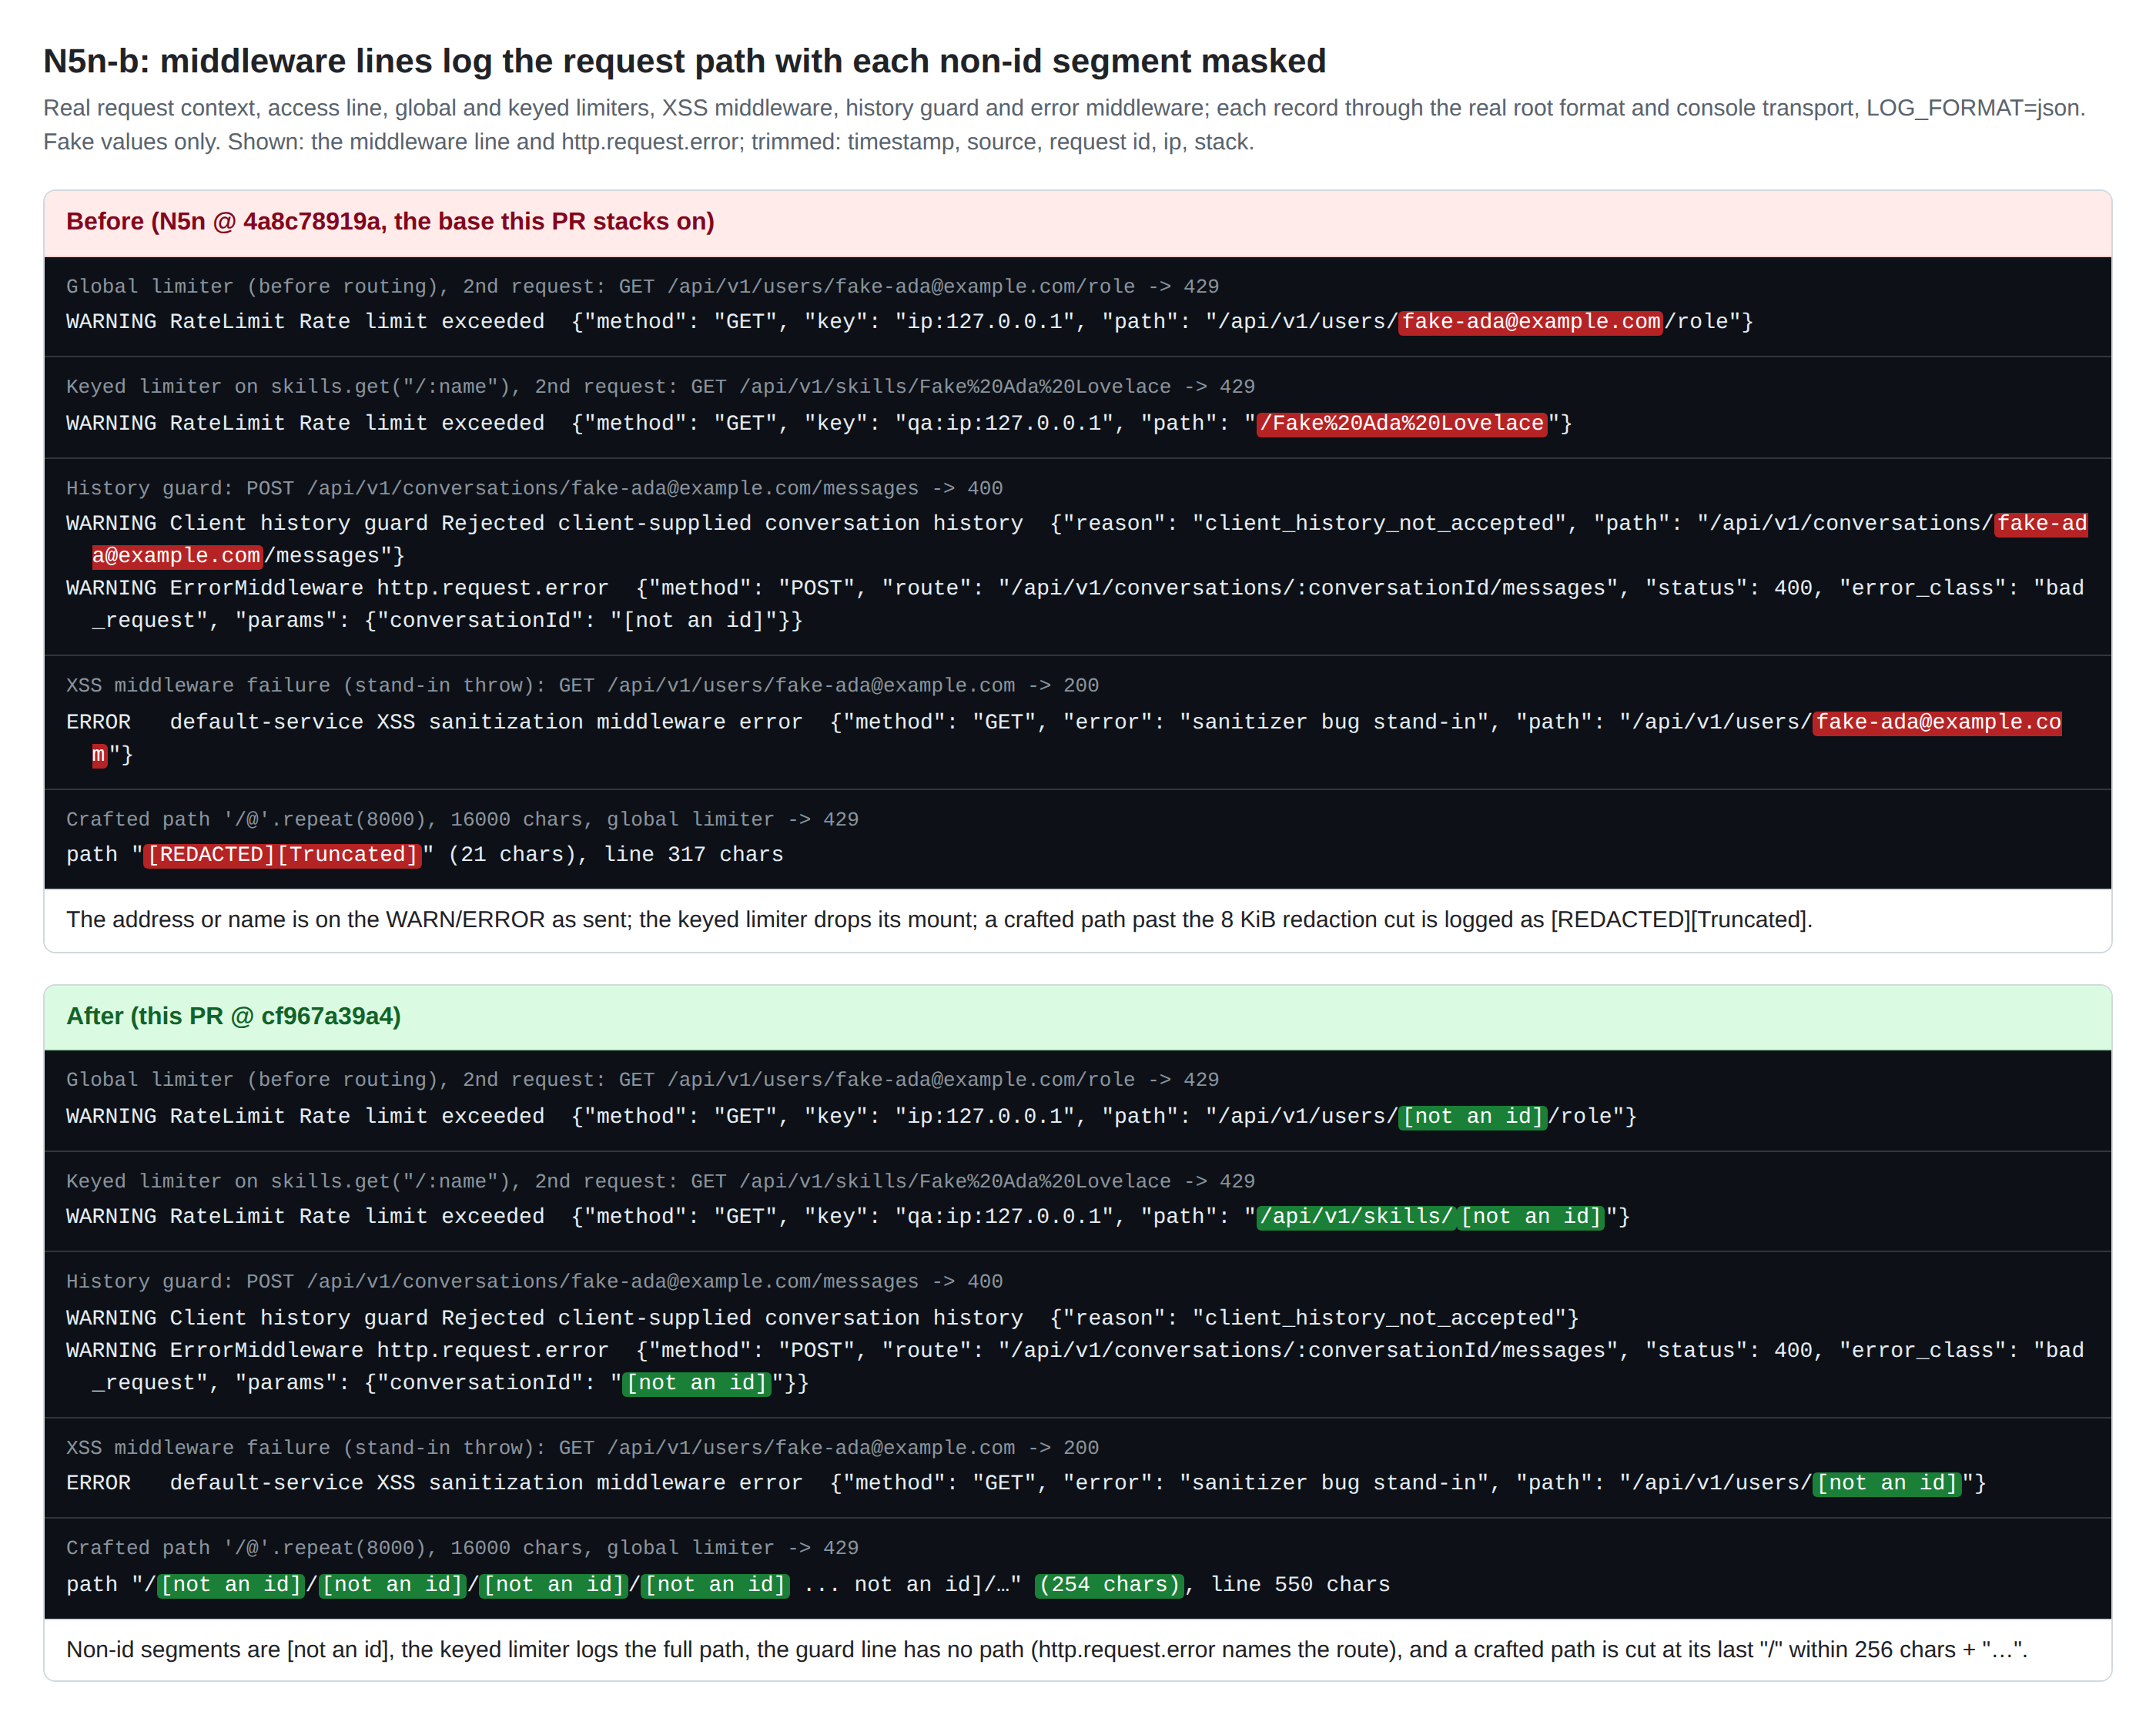 N5n-b: middleware lines log the request path with each non-id segment masked
Real request context, access line, global and keyed limiters, XSS middleware, history guard and error middleware; each record through the real root format and console transport, LOG_FORMAT=json.
Fake values only. Shown: the middleware line and http.request.error; trimmed: timestamp, source, request id, ip, stack.
Before (N5n @ 4a8c78919a, the base this PR stacks on)
Global limiter (before routing), 2nd request: GET /api/v1/users/fake-ada@example.com/role -> 429
WARNING RateLimit Rate limit exceeded  {"method": "GET", "key": "ip:127.0.0.1", "path": "/api/v1/users/fake-ada@example.com/role"}
Keyed limiter on skills.get("/:name"), 2nd request: GET /api/v1/skills/Fake%20Ada%20Lovelace -> 429
WARNING RateLimit Rate limit exceeded  {"method": "GET", "key": "qa:ip:127.0.0.1", "path": "/Fake%20Ada%20Lovelace"}
History guard: POST /api/v1/conversations/fake-ada@example.com/messages -> 400
WARNING Client history guard Rejected client-supplied conversation history  {"reason": "client_history_not_accepted", "path": "/api/v1/conversations/fake-ad
a@example.com/messages"}
WARNING ErrorMiddleware http.request.error  {"method": "POST", "route": "/api/v1/conversations/:conversationId/messages", "status": 400, "error_class": "bad
_request", "params": {"conversationId": "[not an id]"}}
XSS middleware failure (stand-in throw): GET /api/v1/users/fake-ada@example.com -> 200
ERROR   default-service XSS sanitization middleware error  {"method": "GET", "error": "sanitizer bug stand-in", "path": "/api/v1/users/fake-ada@example.co
m"}
Crafted path '/@'.repeat(8000), 16000 chars, global limiter -> 429
path "[REDACTED][Truncated]" (21 chars), line 317 chars
The address or name is on the WARN/ERROR as sent; the keyed limiter drops its mount; a crafted path past the 8 KiB redaction cut is logged as [REDACTED][Truncated].
After (this PR @ cf967a39a4)
Global limiter (before routing), 2nd request: GET /api/v1/users/fake-ada@example.com/role -> 429
WARNING RateLimit Rate limit exceeded  {"method": "GET", "key": "ip:127.0.0.1", "path": "/api/v1/users/[not an id]/role"}
Keyed limiter on skills.get("/:name"), 2nd request: GET /api/v1/skills/Fake%20Ada%20Lovelace -> 429
WARNING RateLimit Rate limit exceeded  {"method": "GET", "key": "qa:ip:127.0.0.1", "path": "/api/v1/skills/[not an id]"}
History guard: POST /api/v1/conversations/fake-ada@example.com/messages -> 400
WARNING Client history guard Rejected client-supplied conversation history  {"reason": "client_history_not_accepted"}
WARNING ErrorMiddleware http.request.error  {"method": "POST", "route": "/api/v1/conversations/:conversationId/messages", "status": 400, "error_class": "bad
_request", "params": {"conversationId": "[not an id]"}}
XSS middleware failure (stand-in throw): GET /api/v1/users/fake-ada@example.com -> 200
ERROR   default-service XSS sanitization middleware error  {"method": "GET", "error": "sanitizer bug stand-in", "path": "/api/v1/users/[not an id]"}
Crafted path '/@'.repeat(8000), 16000 chars, global limiter -> 429
path "/[not an id]/[not an id]/[not an id]/[not an id] ... not an id]/…" (254 chars), line 550 chars
Non-id segments are [not an id], the keyed limiter logs the full path, the guard line has no path (http.request.error names the route), and a crafted path is cut at its last "/" within 256 chars + "…".